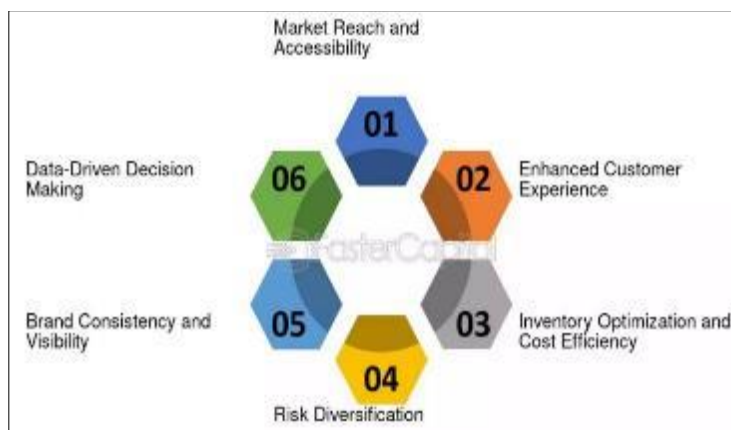 Market Reach and
Accessibility
01
02
Enhanced Customer
Experience
03
Inventory Optimization and
Cost Efficiency
04
Risk Diversification
05
Brand Consistency and
Visibility
06
Data-Driven Decision
Making
FasterCapital